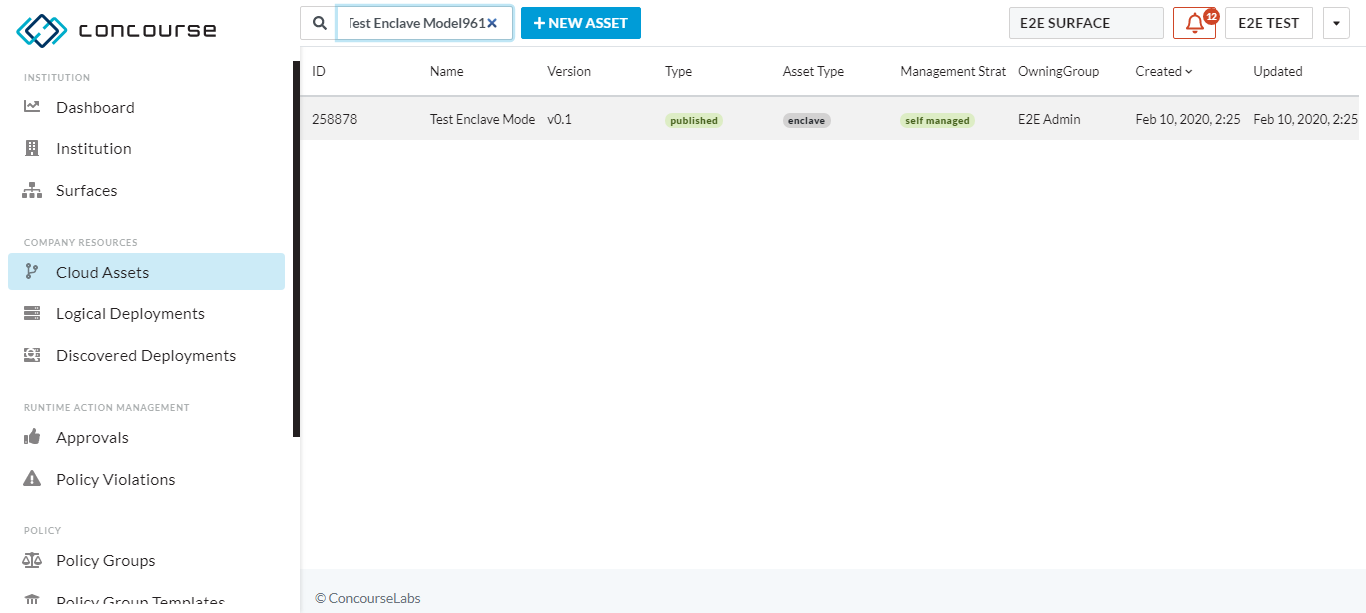 concourse
Test Enclave Model961
NEW ASSET
E2E SURFACE
12
E2E TEST
INSTITUTION
Dashboard
Institution
Surfaces
COMPANY RESOURCES
Cloud Assets
Logical Deployments
Discovered Deployments
RUNTIME ACTION MANAGEMENT
Approvals
Policy Violations
POLICY
Policy Groups
Policy Group Templates
ID Name Version Type Asset Type Management Strat OwningGroup Created Updated
258878 Test Enclave Mode v0.1 published enclave self managed E2E Admin Feb 10, 2020, 2:25 Feb 10, 2020, 2:25
© ConcourseLabs